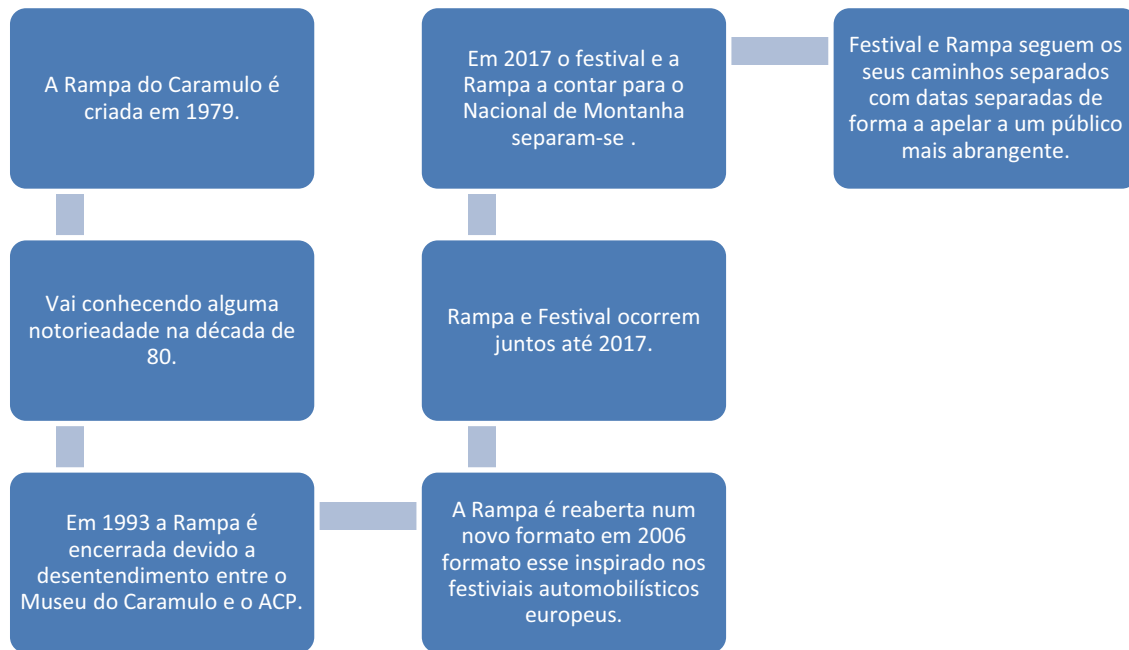 A Rampa do Caramulo é
criada em 1979.
Vai conhecendo alguma
notorieadade na década de
80.
Em 1993 a Rampa é
encerrada devido a
desentendimento entre o
Museu do Caramulo e o ACP.
A Rampa é reaberta num
novo formato em 2006
formato esse inspirado nos
festiviais automobilísticos
europeus.
Rampa e Festival ocorrem
juntos até 2017.
Em 2017 o festival e a
Rampa a contar para o
Nacional de Montanha
separam-se .
Festival e Rampa seguem os
seus caminhos separados
com datas separadas de
forma a apelar a um público
mais abrangente.